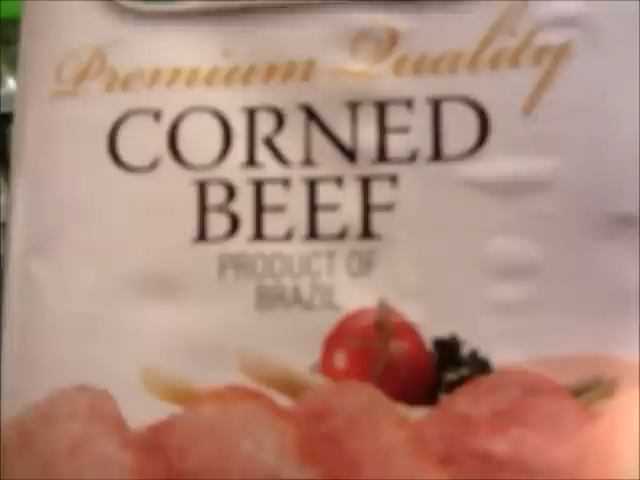 Premium Quality
CORNED
BEEF
PRODUCT OF
BRAZIL